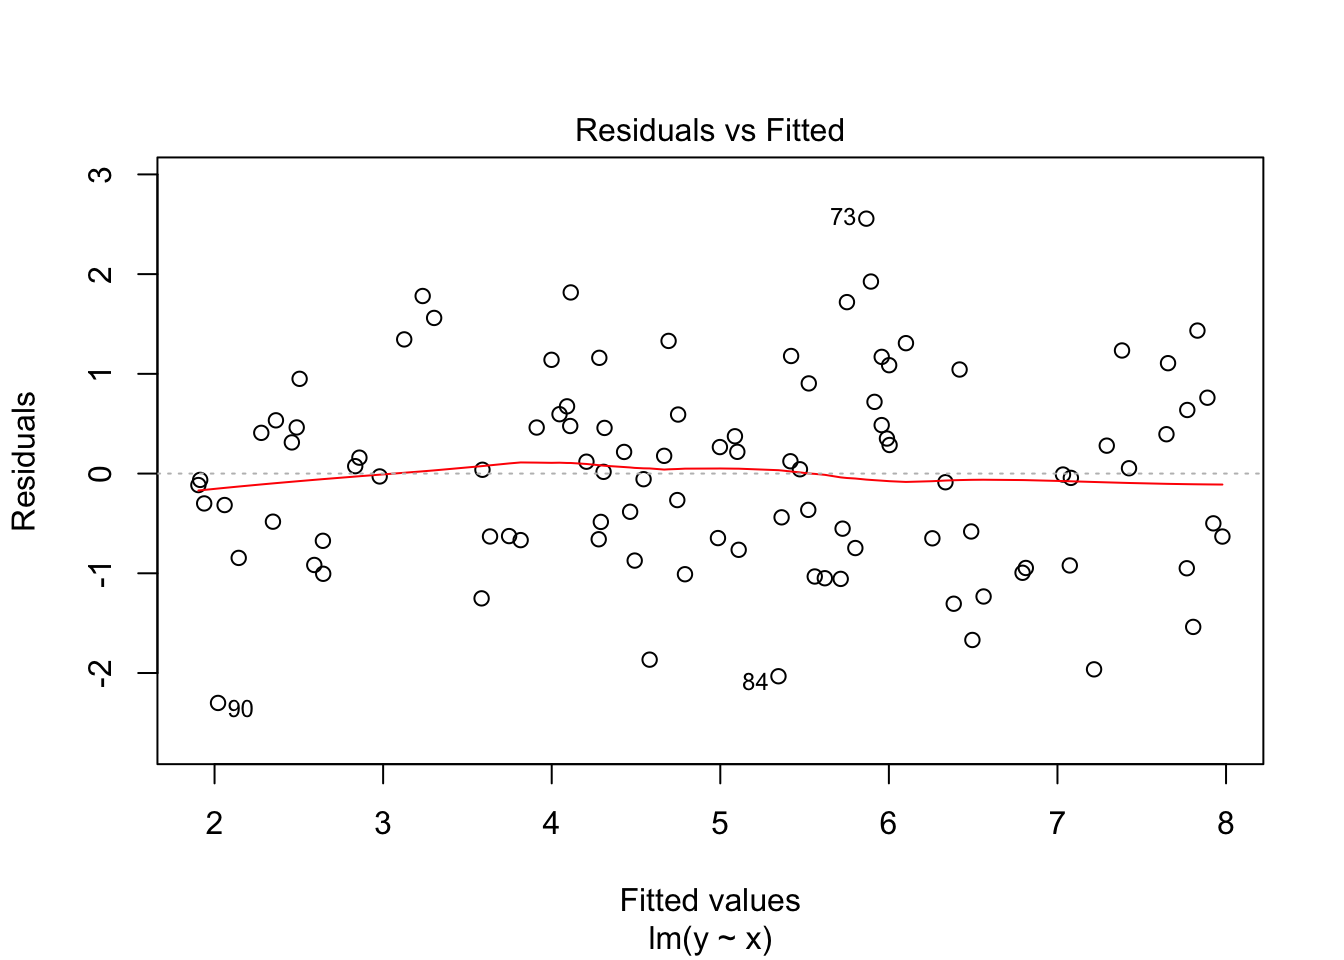 Residuals vs Fitted
Residuals
3
2
1
0
-1
-2
73
84
90
2 3 4 5 6 7 8
Fitted values
lm(y ~ x)